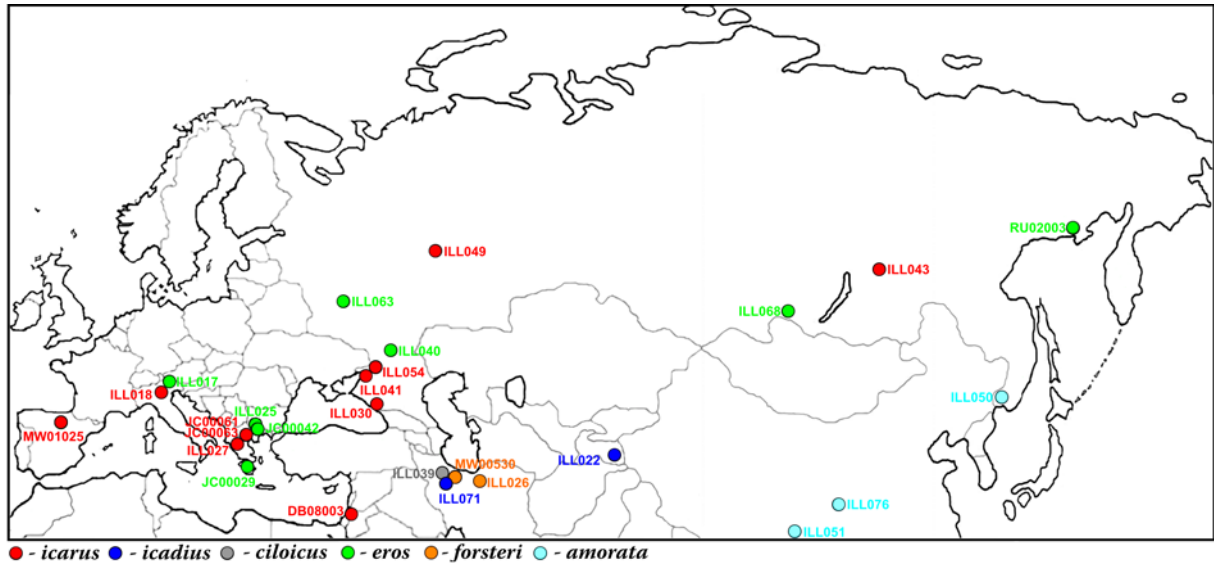 RU02003
ILL049
ILL043
ILL063
ILL068
ILL040
ILL054
ILL017
ILL041
ILL018
ILL050
ILL030
ILL025
JC00061
MW01025
JC00042
JC00063
ILL027
ILL022
MW00530
ILL039
JC00029
ILL026
ILL071
ILL076
DB08003
ILL051
- icarus - icadius - ciloicus - eros - forsteri - amorata